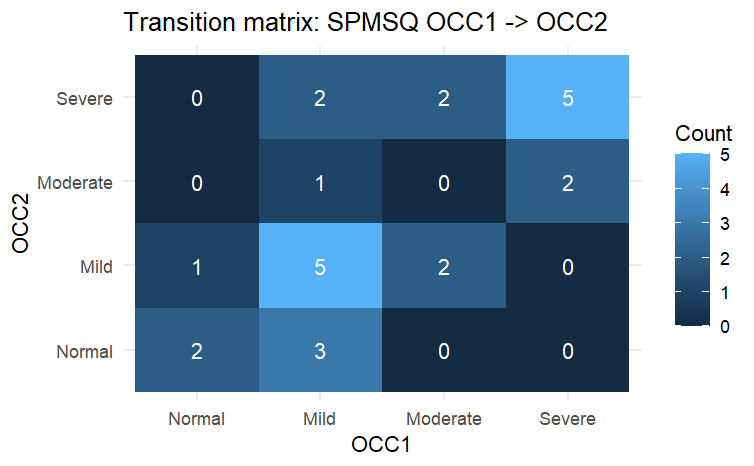 Transition matrix: SPMSQ OCC1 -> OCC2
Severe 0 2 2 5
Moderate 0 1 0 2
Mild 1 5 2 0
Normal 2 3 0 0
Normal Mild Moderate Severe
OCC1
OCC2
Count
5
4
3
2
1
0